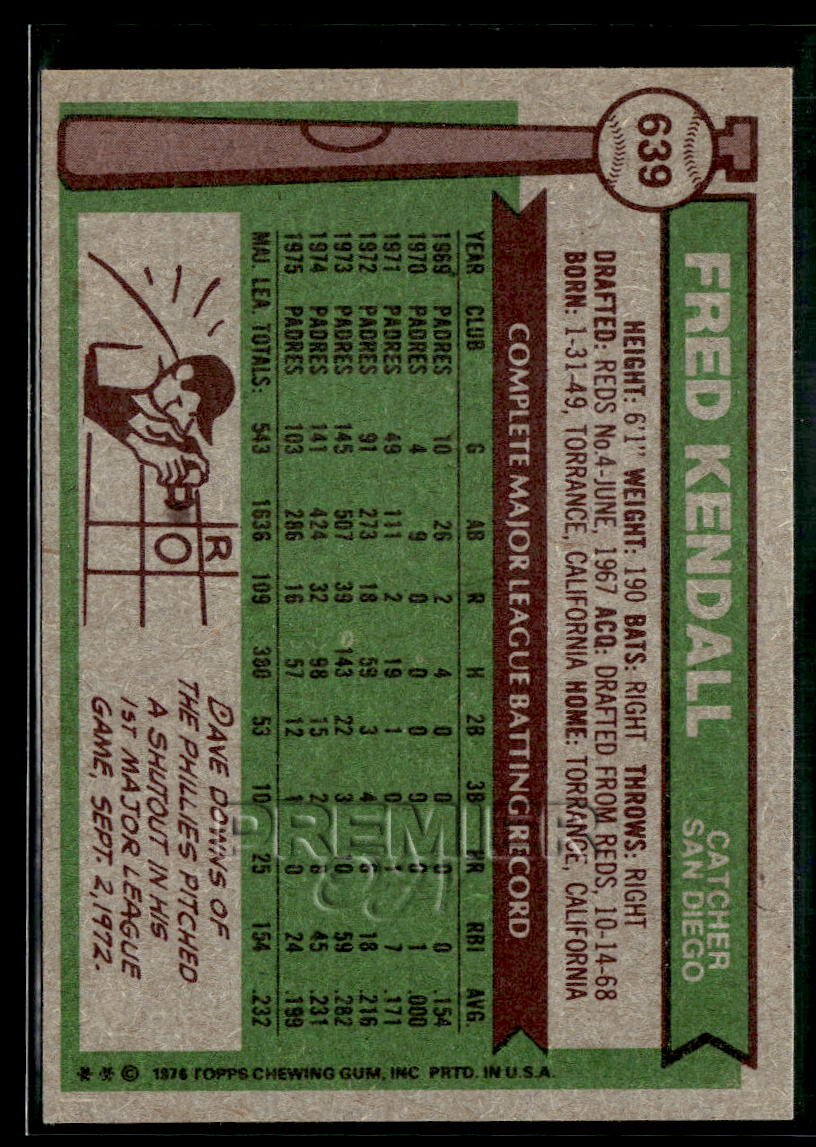 639
FRED KENDALL
CATCHER
SAN DIEGO
HEIGHT: 6'1" WEIGHT: 190 BATS: RIGHT THROWS: RIGHT
DRAFTED: REDS No.4-JUNE, 1967 ACQ: DRAFTED FROM REDS, 10-14-68
BORN: 1-31-49, TORRANCE, CALIFORNIA HOME: TORRANCE, CALIFORNIA
COMPLETE MAJOR LEAGUE BATTING RECORD
YEAR CLUB G AB R H 2B 3B HR RBI AVG.
1969 PADRES 10 26 2 4 0 0 0 0 .154
1970 PADRES 4 9 0 0 0 0 0 1 .000
1971 PADRES 49 111 2 19 1 0 1 7 .171
1972 PADRES 91 273 18 59 3 4 18 .216
1973 PADRES 145 507 39 143 22 3 10 59 .282
1974 PADRES 141 424 32 98 15 2 45 .231
1975 PADRES 103 286 16 57 12 1 0 24 .199
MAJ. LEA. TOTALS: 543 1636 109 380 53 10 25 154 .232
R
O
DAVE DOWNS OF
THE PHILLIES PITCHED
A SHUTOUT IN HIS
1ST MAJOR LEAGUE
GAME, SEPT. 2, 1972.
** © 1976 TOPPS CHEWING GUM, INC PRTD. IN U.S.A.
PREMIER